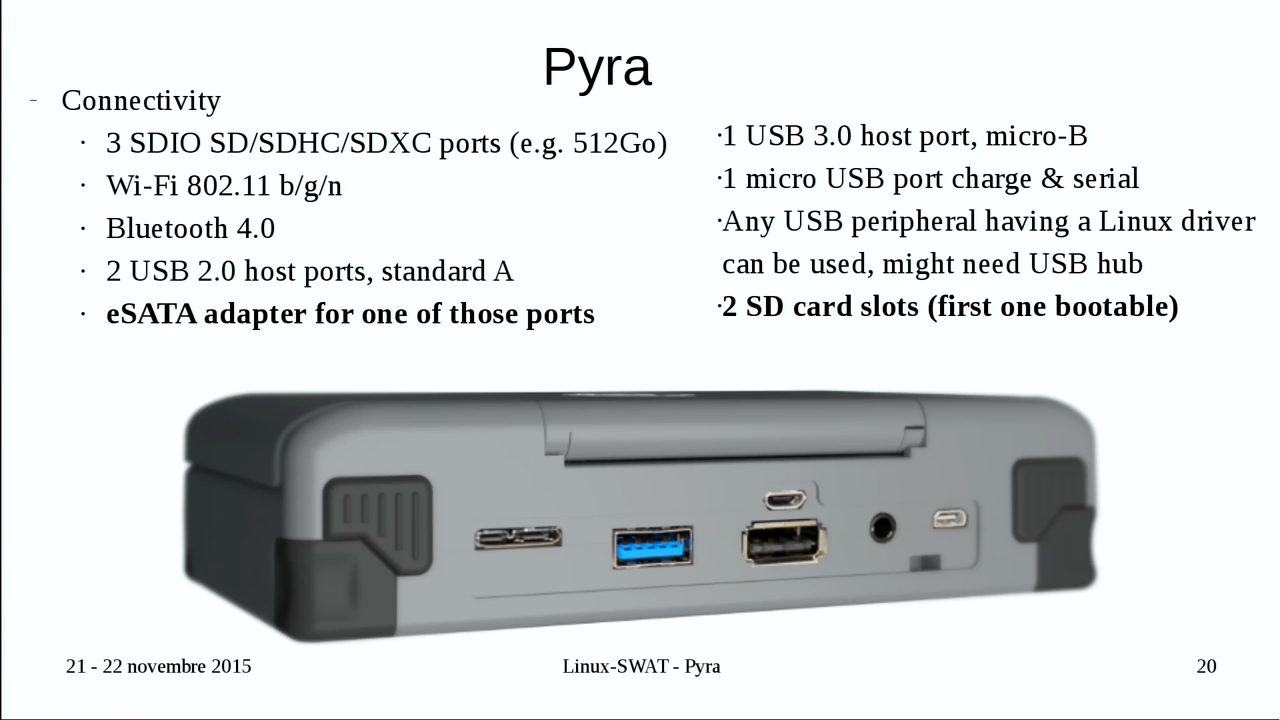 Pyra
- Connectivity
· 3 SDIO SD/SDHC/SDXC ports (e.g. 512Go)
· Wi-Fi 802.11 b/g/n
· Bluetooth 4.0
· 2 USB 2.0 host ports, standard A
· eSATA adapter for one of those ports
·1 USB 3.0 host port, micro-B
·1 micro USB port charge & serial
·Any USB peripheral having a Linux driver
can be used, might need USB hub
·2 SD card slots (first one bootable)
21 - 22 novembre 2015
Linux-SWAT - Pyra
20